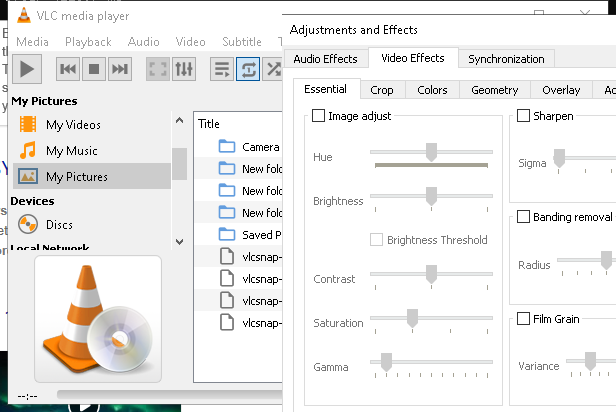 VLC media player
Media Playback Audio Video Subtitle
My Pictures
My Videos
My Music
My Pictures
Devices
Discs
Local Network
Title
Camera
New fold
New fold
New fold
Saved P
vlcsnap-
vlcsnap-
vlcsnap-
vlcsnap-
--:--
Adjustments and Effects
Audio Effects Video Effects Synchronization
Essential Crop Colors Geometry Overlay
Image adjust
Hue
Brightness
Brightness Threshold
Contrast
Saturation
Gamma
Sharpen
Sigma
Banding removal
Radius
Film Grain
Variance